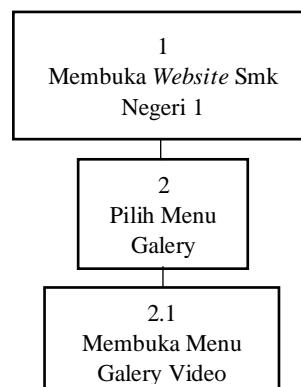 1
Membuka Website Smk
Negeri 1
2
Pilih Menu
Galery
2.1
Membuka Menu
Galery Video